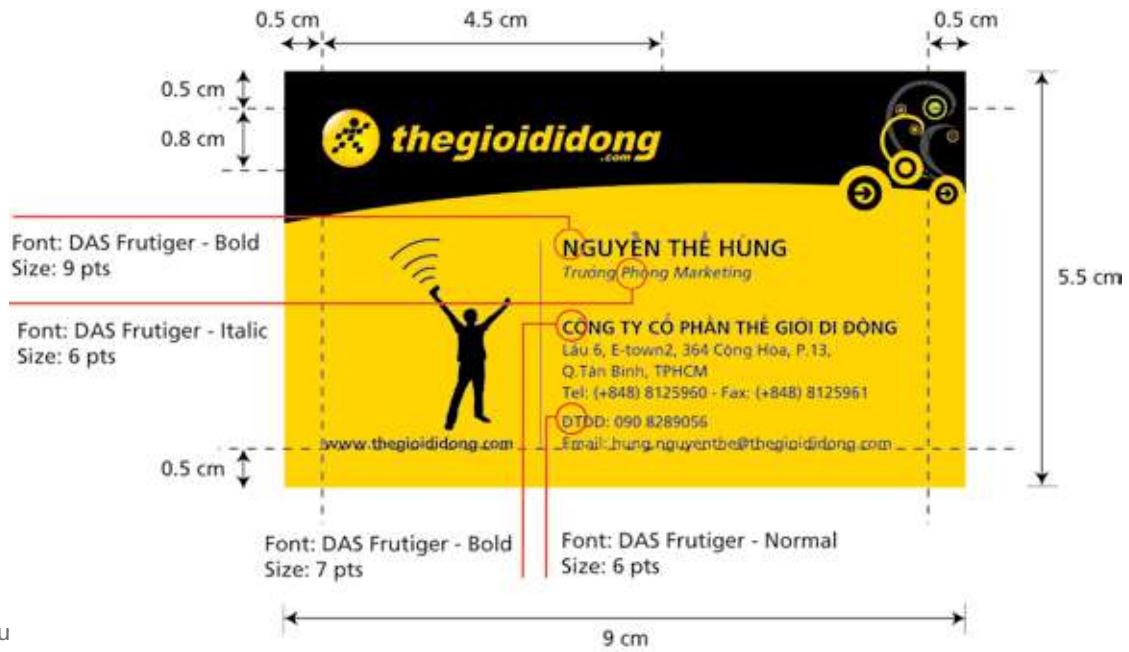 0.5 cm 4.5 cm 0.5 cm
0.5 cm
0.8 cm
thegioididong
.com
Font: DAS Frutiger - Bold
Size: 9 pts
NGUYỄN THẾ HÙNG
Trưởng Phòng Marketing
5.5 cm
Font: DAS Frutiger - Italic
Size: 6 pts
CÔNG TY CỔ PHẦN THẾ GIỚI DI ĐỘNG
Lầu 6, E-town2, 364 Cộng Hòa, P.13,
Q.Tân Bình, TPHCM
Tel: (+848) 8125960 - Fax: (+848) 8125961
DTDD: 090 8289056
www.thegioididong.com
Email: hung.nguyenthe@thegioididong.com
0.5 cm
Font: DAS Frutiger - Bold
Size: 7 pts
Font: DAS Frutiger - Normal
Size: 6 pts
9 cm
u